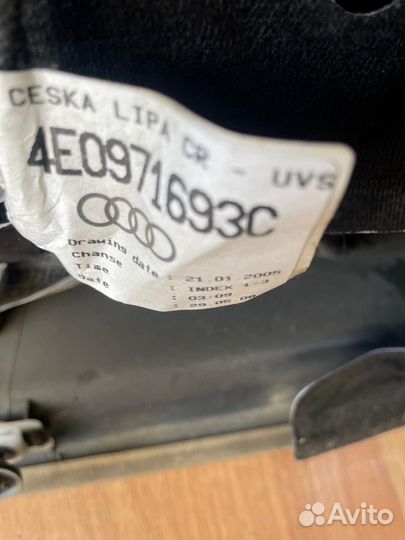 CESKA LIPA CR - UVS
4E0971693C
Drawing date : 21.01.2005
Change : INDEX 1-3
Time : 03:09
Date : 29.05.
Avito